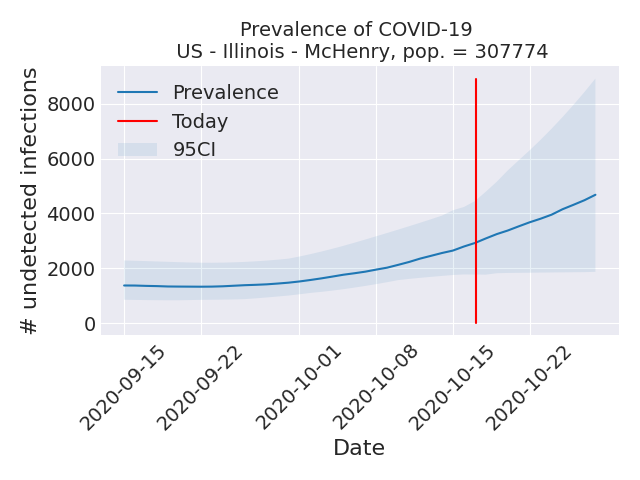 Prevalence of COVID-19
US - Illinois - McHenry, pop. = 307774
# undetected infections
8000
6000
4000
2000
0
Prevalence
Today
95CI
2020-09-15
2020-09-22
2020-10-01
2020-10-08
2020-10-15
2020-10-22
Date